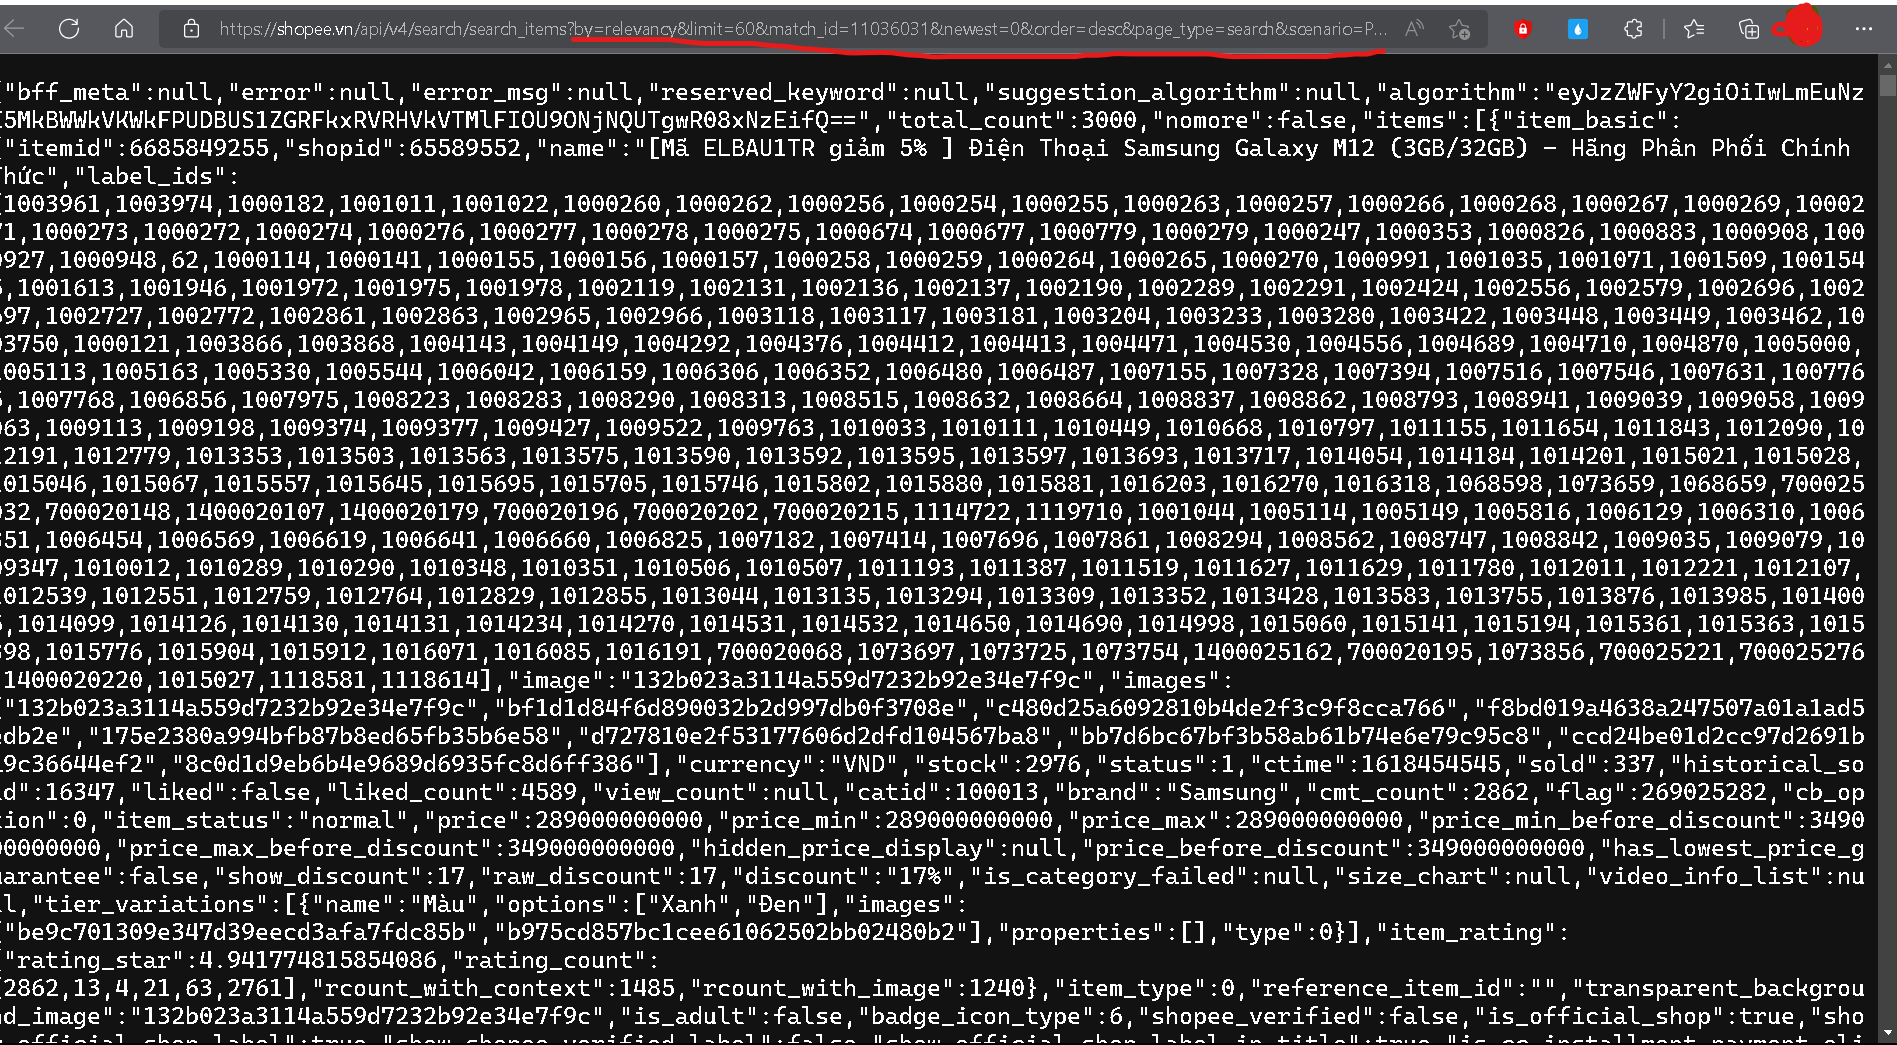 https://shopee.vn/api/v4/search/search_items?by=relevancy&limit=60&match_id=11036031&newest=0&order=desc&page_type=search&scenario=P...
"bff_meta":null,"error":null,"error_msg":null,"reserved_keyword":null,"suggestion_algorithm":null,"algorithm":"eyJzZWFyY2giOiIwLmEuNz
5MkBWWkVKWkFPUDBUS1ZGRFkxRVRHVkVTMlFIOU9ONjNQUTgwR08xNzEifQ==","total_count":3000,"nomore":false,"items":[{"item_basic":
"itemid":6685849255,"shopid":65589552,"name":"[Mã ELBAU1TR giảm 5% ] Điện Thoại Samsung Galaxy M12 (3GB/32GB) - Hãng Phân Phối Chính
hức","label_ids":
1003961,1003974,1000182,1001011,1001022,1000260,1000262,1000256,1000254,1000255,1000263,1000257,1000266,1000268,1000267,1000269,10002
1,1000273,1000272,1000274,1000276,1000277,1000278,1000275,1000674,1000677,1000779,1000279,1000247,1000353,1000826,1000883,1000908,100
927,1000948,62,1000114,1000141,1000155,1000156,1000157,1000258,1000259,1000264,1000265,1000270,1000991,1001035,1001071,1001509,100154
,1001613,1001946,1001972,1001975,1001978,1002119,1002131,1002136,1002137,1002190,1002289,1002291,1002424,1002556,1002579,1002696,1002
97,1002727,1002772,1002861,1002863,1002965,1002966,1003118,1003117,1003181,1003204,1003233,1003280,1003422,1003448,1003449,1003462,10
3750,1000121,1003866,1003868,1004143,1004149,1004292,1004376,1004412,1004413,1004471,1004530,1004556,1004689,1004710,1004870,1005000,
005113,1005163,1005330,1005544,1006042,1006159,1006306,1006352,1006480,1006487,1007155,1007328,1007394,1007516,1007546,1007631,100776
,1007768,1006856,1007975,1008223,1008283,1008290,1008313,1008515,1008632,1008664,1008837,1008862,1008793,1008941,1009039,1009058,1009
63,1009113,1009198,1009374,1009377,1009427,1009522,1009763,1010033,1010111,1010449,1010668,1010797,1011155,1011654,1011843,1012090,10
2191,1012779,1013353,1013503,1013563,1013575,1013590,1013592,1013595,1013597,1013693,1013717,1014054,1014184,1014201,1015021,1015028,
015046,1015067,1015557,1015645,1015695,1015705,1015746,1015802,1015880,1015881,1016203,1016270,1016318,1068598,1073659,1068659,700025
32,700020148,1400020107,1400020179,700020196,700020202,700020215,1114722,1119710,1001044,1005114,1005149,1005816,1006129,1006310,1006
51,1006454,1006569,1006619,1006641,1006660,1006825,1007182,1007414,1007696,1007861,1008294,1008562,1008747,1008842,1009035,1009079,10
9347,1010012,1010289,1010290,1010348,1010351,1010506,1010507,1011193,1011387,1011519,1011627,1011629,1011780,1012011,1012221,1012107,
012539,1012551,1012759,1012764,1012829,1012855,1013044,1013135,1013294,1013309,1013352,1013428,1013583,1013755,1013876,1013985,101400
,1014099,1014126,1014130,1014131,1014234,1014270,1014531,1014532,1014650,1014690,1014998,1015060,1015141,1015194,1015361,1015363,1015
98,1015776,1015904,1015912,1016071,1016085,1016191,700020068,1073697,1073725,1073754,1400025162,700020195,1073856,700025221,700025276
1400020220,1015027,1118581,1118614],"image":"132b023a3114a559d7232b92e34e7f9c","images":
"132b023a3114a559d7232b92e34e7f9c","bf1d1d84f6d890032b2d997db0f3708e","c480d25a6092810b4de2f3c9f8cca766","f8bd019a4638a247507a01a1ad5
db2e","175e2380a994bfb87b8ed65fb35b6e58","d727810e2f53177606d2dfd104567ba8","bb7d6bc67bf3b58ab61b74e6e79c95c8","ccd24be01d2cc97d2691b
9c36644ef2","8c0d1d9eb6b4e9689d6935fc8d6ff386"],"currency":"VND","stock":2976,"status":1,"ctime":1618454545,"sold":337,"historical_so
d":16347,"liked":false,"liked_count":4589,"view_count":null,"catid":100013,"brand":"Samsung","cmt_count":2862,"flag":269025282,"cb_op
ion":0,"item_status":"normal","price":289000000000,"price_min":289000000000,"price_max":289000000000,"price_min_before_discount":3490
00000000,"price_max_before_discount":349000000000,"hidden_price_display":null,"price_before_discount":349000000000,"has_lowest_price_g
arantee":false,"show_discount":17,"raw_discount":17,"discount":"17%","is_category_failed":null,"size_chart":null,"video_info_list":nu
l,"tier_variations":[{"name":"Màu","options":["Xanh","Đen"],"images":
"be9c701309e347d39eecd3afa7fdc85b","b975cd857bc1cee61062502bb02480b2"],"properties":[],"type":0}],"item_rating":
"rating_star":4.941774815854086,"rating_count":
[2862,13,4,21,63,2761],"rcount_with_context":1485,"rcount_with_image":1240},"item_type":0,"reference_item_id":"","transparent_backgrou
d_image":"132b023a3114a559d7232b92e34e7f9c","is_adult":false,"badge_icon_type":6,"shopee_verified":false,"is_official_shop":true,"sho
_official_shop_label":true,"show_shopee_verified_label":false,"show_official_shop_label_in_title":true,"is_cc_installment_payment_eli